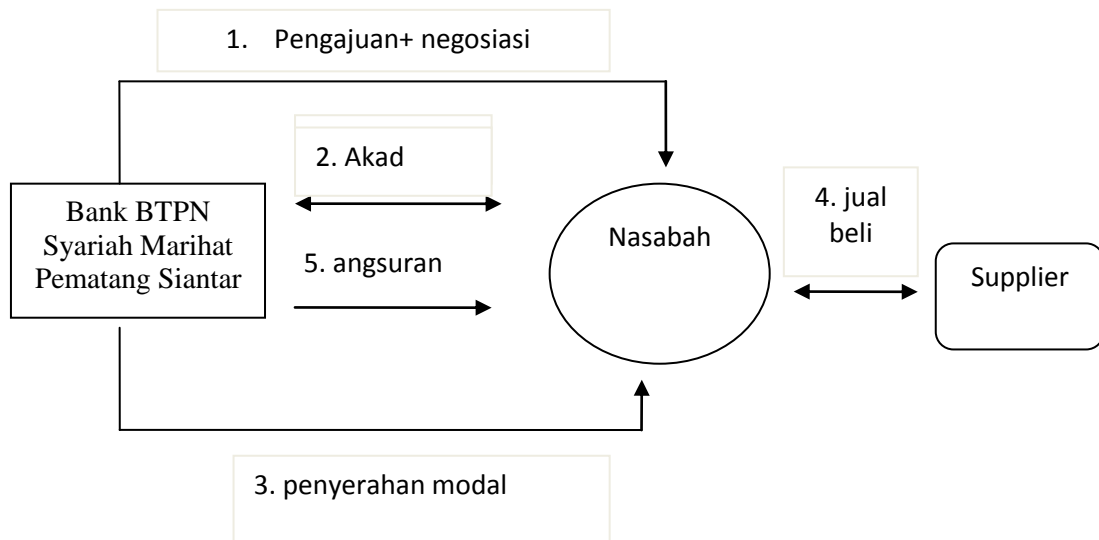 1. Pengajuan+ negosiasi
2. Akad
Bank BTPN
Syariah Marihat
Pematang Siantar
5. angsuran
Nasabah
4. jual
beli
Supplier
3. penyerahan modal